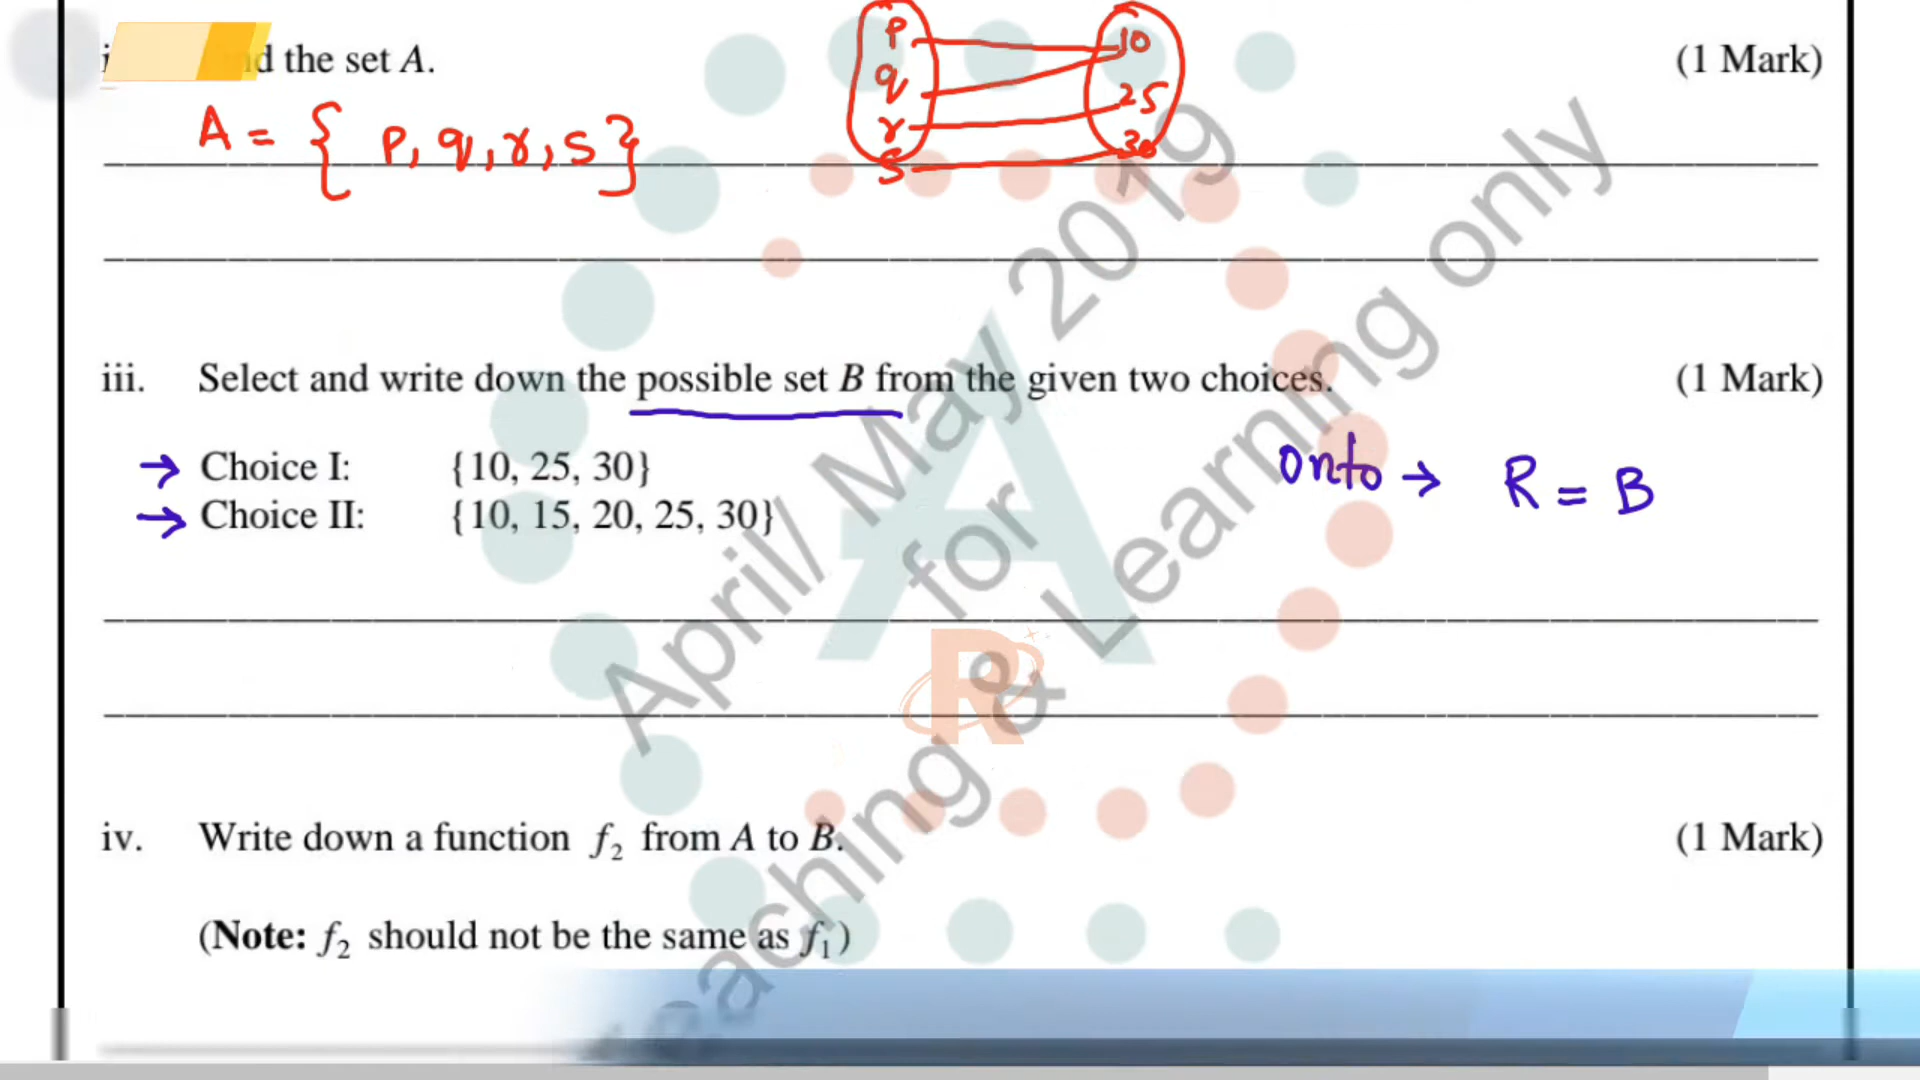 nd the set A. (1 Mark)
A = { p, q, r, s }
p 10
q 25
r 30
s
iii. Select and write down the possible set B from the given two choices. (1 Mark)
→ Choice I: {10, 25, 30}
→ Choice II: {10, 15, 20, 25, 30}
onto → R = B
iv. Write down a function f₂ from A to B. (1 Mark)
(Note: f₂ should not be the same as f₁)
April/ May 2019
for
eaching & Learning only
A
R